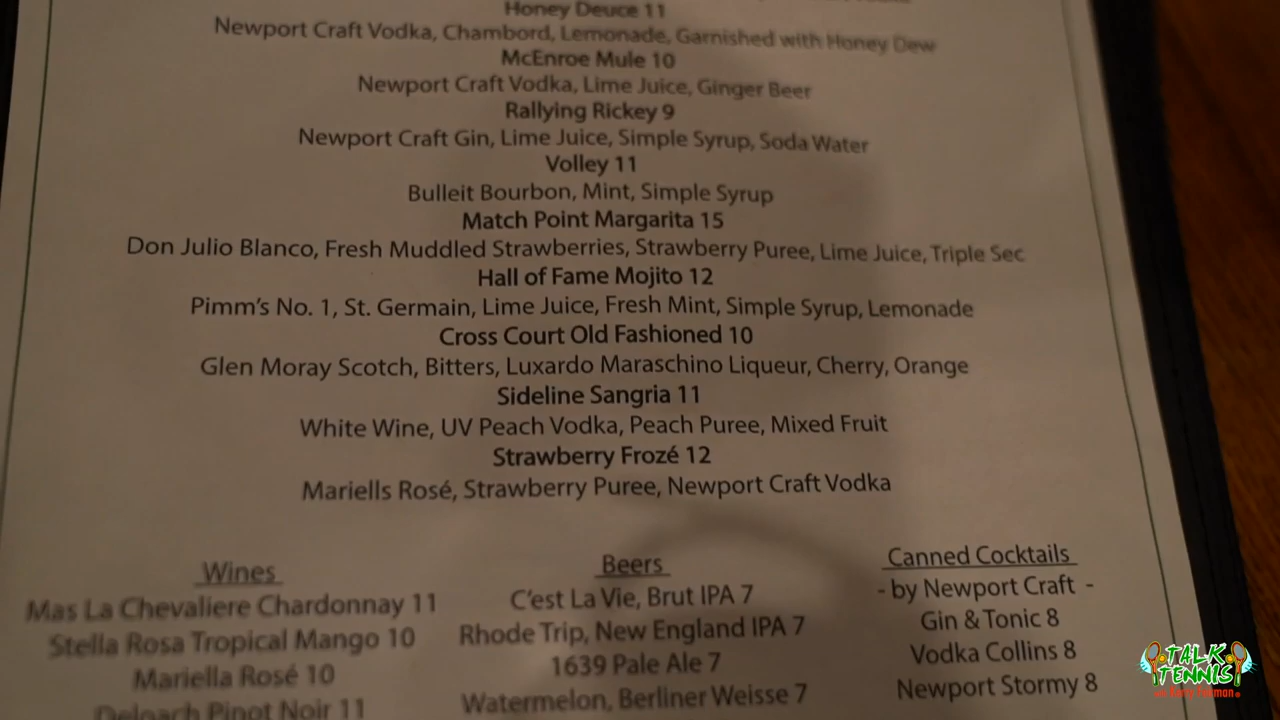 Honey Deuce 11
Newport Craft Vodka, Chambord, Lemonade, Garnished with Honey Dew
McEnroe Mule 10
Newport Craft Vodka, Lime Juice, Ginger Beer
Rallying Rickey 9
Newport Craft Gin, Lime Juice, Simple Syrup, Soda Water
Volley 11
Bulleit Bourbon, Mint, Simple Syrup
Match Point Margarita 15
Don Julio Blanco, Fresh Muddled Strawberries, Strawberry Puree, Lime Juice, Triple Sec
Hall of Fame Mojito 12
Pimm's No. 1, St. Germain, Lime Juice, Fresh Mint, Simple Syrup, Lemonade
Cross Court Old Fashioned 10
Glen Moray Scotch, Bitters, Luxardo Maraschino Liqueur, Cherry, Orange
Sideline Sangria 11
White Wine, UV Peach Vodka, Peach Puree, Mixed Fruit
Strawberry Frozé 12
Mariells Rosé, Strawberry Puree, Newport Craft Vodka
Wines
Mas La Chevaliere Chardonnay 11
Stella Rosa Tropical Mango 10
Mariella Rosé 10
Deloach Pinot Noir 11
Beers
C'est La Vie, Brut IPA 7
Rhode Trip, New England IPA 7
1639 Pale Ale 7
Watermelon, Berliner Weisse 7
Canned Cocktails
- by Newport Craft -
Gin & Tonic 8
Vodka Collins 8
Newport Stormy 8
TALK
TENNIS